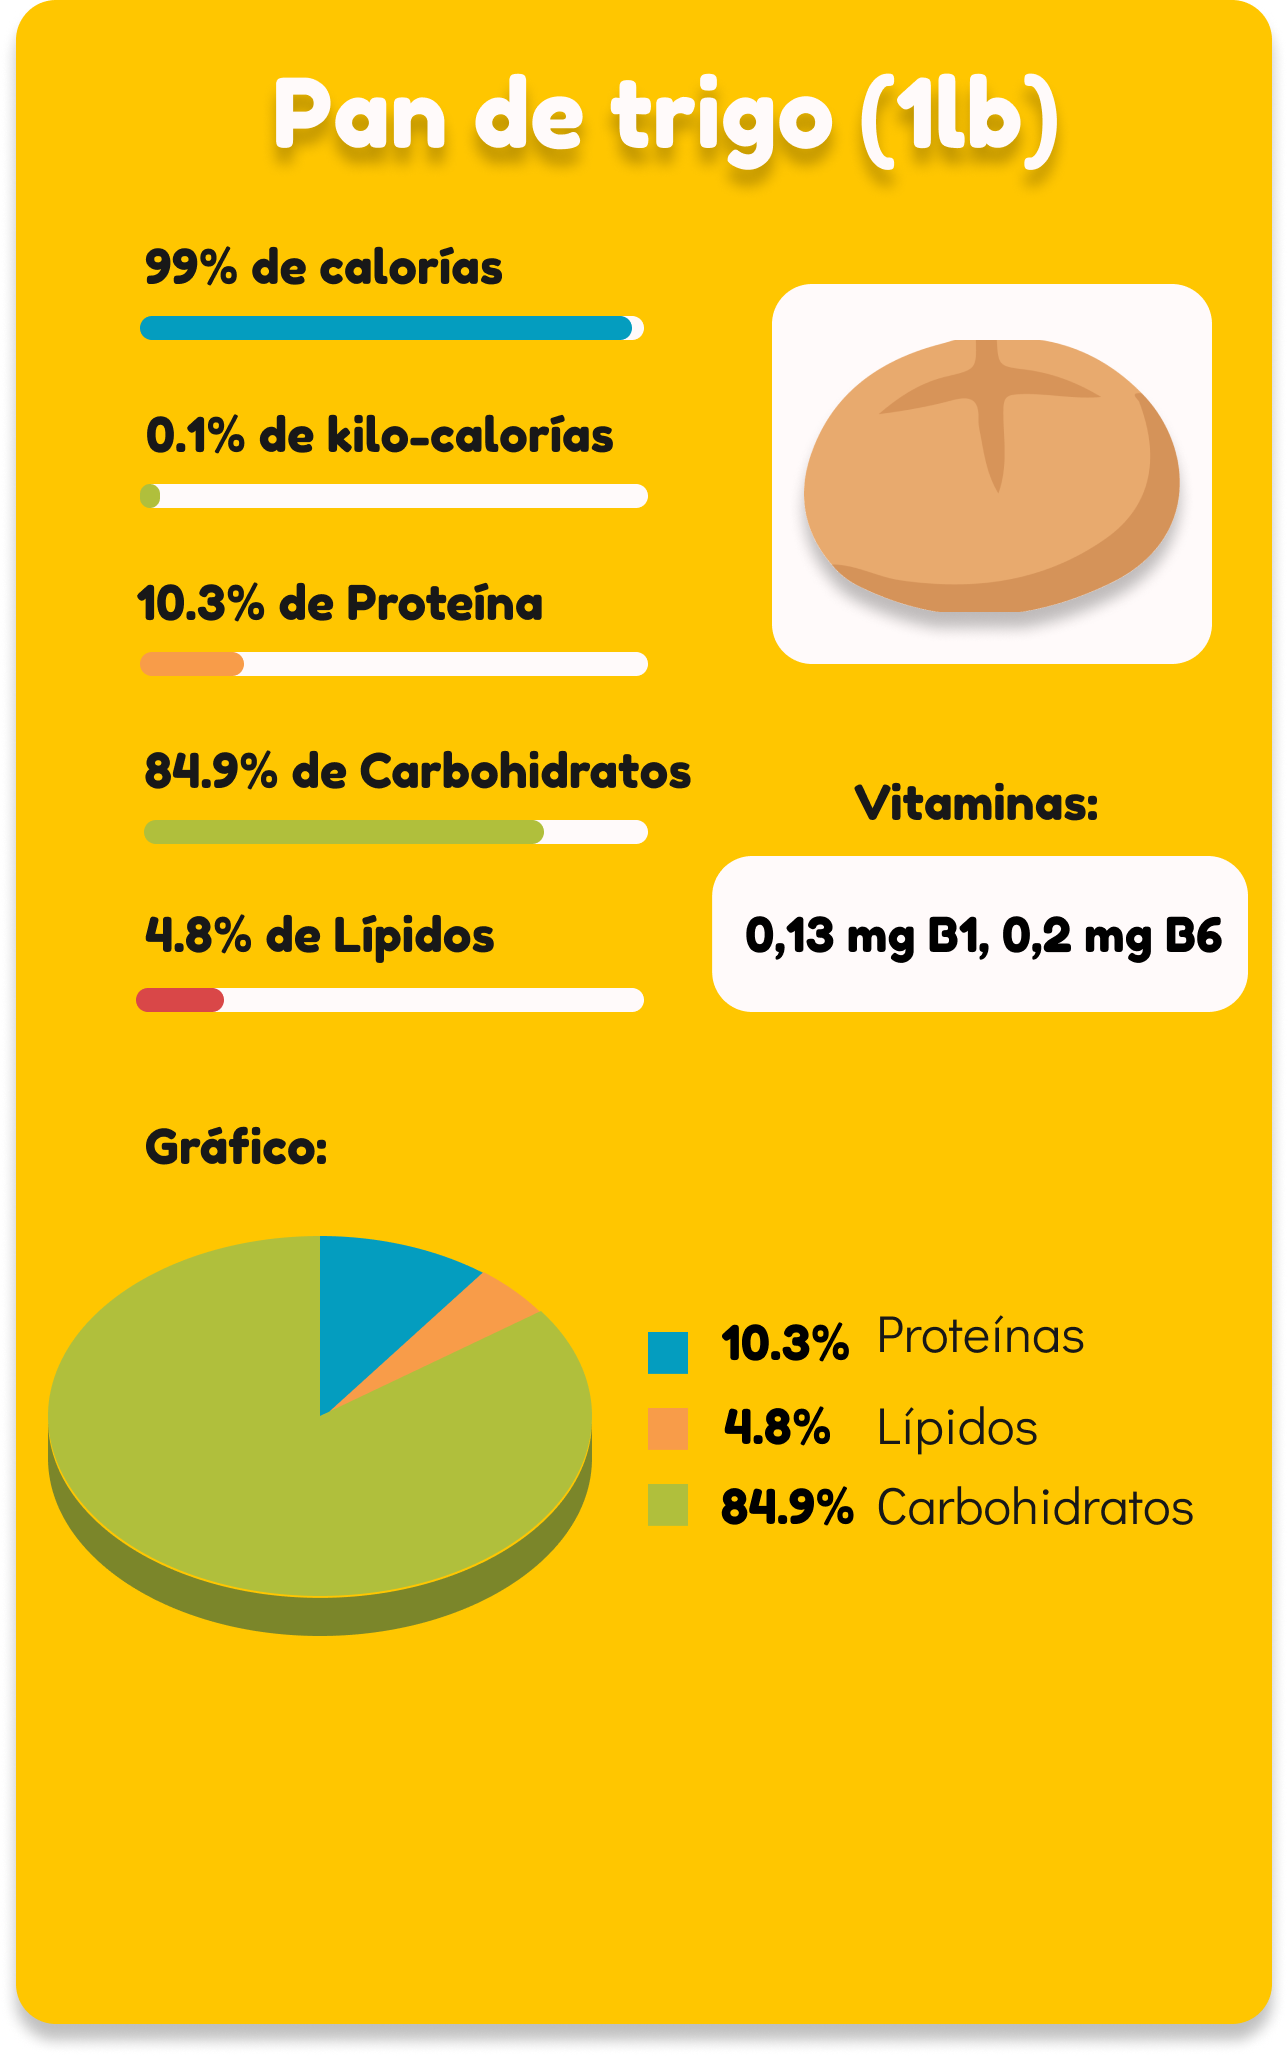 Pan de trigo (1lb)
99% de calorías
0.1% de kilo-calorías
10.3% de Proteína
84.9% de Carbohidratos
4.8% de Lípidos
Vitaminas:
0,13 mg B1, 0,2 mg B6
Gráfico:
10.3% Proteínas
4.8% Lípidos
84.9% Carbohidratos